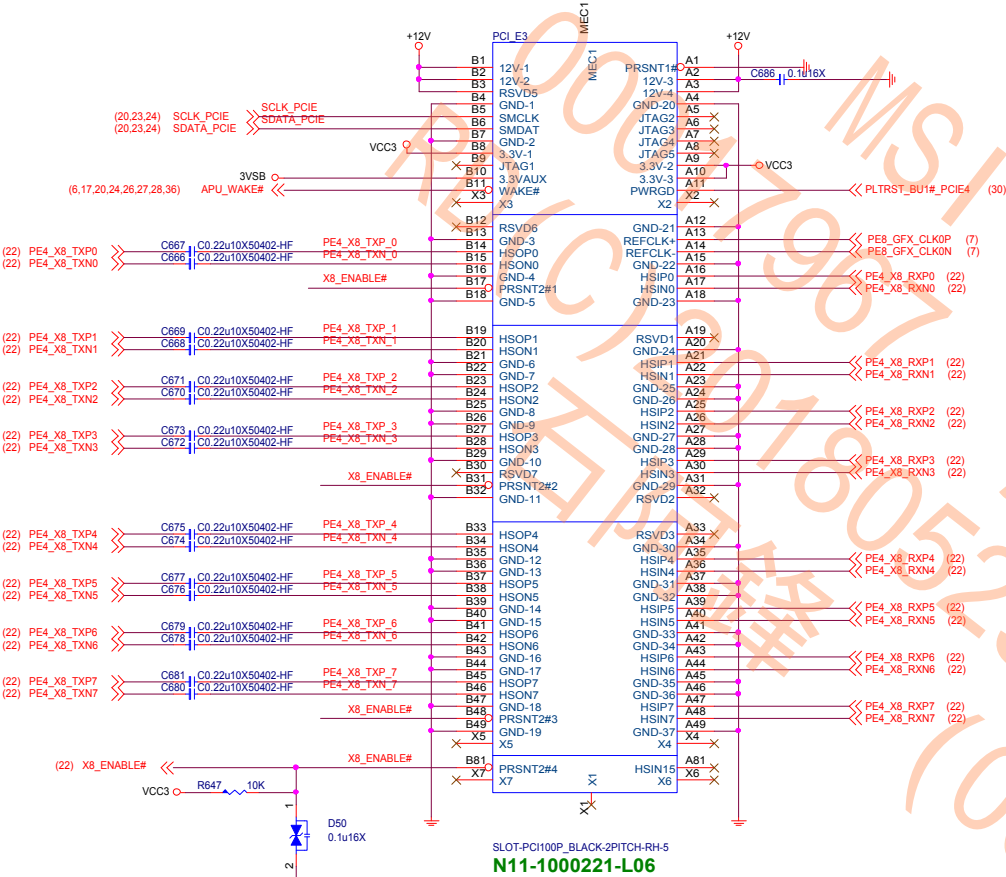 MEC1
+12V
PCI_E3
+12V
MEC1
B1 12V-1 PRSNT1# A1
B2 12V-2 12V-3 A2 C686 0.1u16X
B3 RSVD5 12V-4 A3
B4 GND-1 GND-20 A4
SCLK_PCIE
(20,23,24) SCLK_PCIE B5 SMCLK JTAG2 A5
SDATA_PCIE
(20,23,24) SDATA_PCIE B6 SMDAT JTAG3 A6
B7 GND-2 JTAG4 A7
VCC3 B8 3.3V-1 JTAG5 A8
B9 JTAG1 3.3V-2 A9 VCC3
3VSB B10 3.3VAUX 3.3V-3 A10
(6,17,20,24,26,27,28,36) APU_WAKE# B11 WAKE# PWRGD A11 PLTRST_BU1#_PCIE4 (30)
X3 X3 X2 X2
B12 RSVD6 GND-21 A12
B13 GND-3 REFCLK+ A13 PE8_GFX_CLK0P (7)
(22) PE4_X8_TXP0 C667 C0.22u10X50402-HF PE4_X8_TXP_0 B14 HSOP0 REFCLK- A14 PE8_GFX_CLK0N (7)
(22) PE4_X8_TXN0 C666 C0.22u10X50402-HF PE4_X8_TXN_0 B15 HSON0 GND-22 A15
B16 GND-4 HSIP0 A16 PE4_X8_RXP0 (22)
X8_ENABLE# B17 PRSNT2#1 HSIN0 A17 PE4_X8_RXN0 (22)
B18 GND-5 GND-23 A18
(22) PE4_X8_TXP1 C669 C0.22u10X50402-HF PE4_X8_TXP_1 B19 HSOP1 RSVD1 A19
(22) PE4_X8_TXN1 C668 C0.22u10X50402-HF PE4_X8_TXN_1 B20 HSON1 GND-24 A20
B21 GND-6 HSIP1 A21 PE4_X8_RXP1 (22)
B22 GND-7 HSIN1 A22 PE4_X8_RXN1 (22)
(22) PE4_X8_TXP2 C671 C0.22u10X50402-HF PE4_X8_TXP_2 B23 HSOP2 GND-25 A23
(22) PE4_X8_TXN2 C670 C0.22u10X50402-HF PE4_X8_TXN_2 B24 HSON2 GND-26 A24
B25 GND-8 HSIP2 A25 PE4_X8_RXP2 (22)
B26 GND-9 HSIN2 A26 PE4_X8_RXN2 (22)
(22) PE4_X8_TXP3 C673 C0.22u10X50402-HF PE4_X8_TXP_3 B27 HSOP3 GND-27 A27
(22) PE4_X8_TXN3 C672 C0.22u10X50402-HF PE4_X8_TXN_3 B28 HSON3 GND-28 A28
B29 GND-10 HSIP3 A29 PE4_X8_RXP3 (22)
B30 RSVD7 HSIN3 A30 PE4_X8_RXN3 (22)
X8_ENABLE# B31 PRSNT2#2 GND-29 A31
B32 GND-11 RSVD2 A32
(22) PE4_X8_TXP4 C675 C0.22u10X50402-HF PE4_X8_TXP_4 B33 HSOP4 RSVD3 A33
(22) PE4_X8_TXN4 C674 C0.22u10X50402-HF PE4_X8_TXN_4 B34 HSON4 GND-30 A34
B35 GND-12 HSIP4 A35 PE4_X8_RXP4 (22)
B36 GND-13 HSIN4 A36 PE4_X8_RXN4 (22)
(22) PE4_X8_TXP5 C677 C0.22u10X50402-HF PE4_X8_TXP_5 B37 HSOP5 GND-31 A37
(22) PE4_X8_TXN5 C676 C0.22u10X50402-HF PE4_X8_TXN_5 B38 HSON5 GND-32 A38
B39 GND-14 HSIP5 A39 PE4_X8_RXP5 (22)
B40 GND-15 HSIN5 A40 PE4_X8_RXN5 (22)
(22) PE4_X8_TXP6 C679 C0.22u10X50402-HF PE4_X8_TXP_6 B41 HSOP6 GND-33 A41
(22) PE4_X8_TXN6 C678 C0.22u10X50402-HF PE4_X8_TXN_6 B42 HSON6 GND-34 A42
B43 GND-16 HSIP6 A43 PE4_X8_RXP6 (22)
B44 GND-17 HSIN6 A44 PE4_X8_RXN6 (22)
(22) PE4_X8_TXP7 C681 C0.22u10X50402-HF PE4_X8_TXP_7 B45 HSOP7 GND-35 A45
(22) PE4_X8_TXN7 C680 C0.22u10X50402-HF PE4_X8_TXN_7 B46 HSON7 GND-36 A46
B47 GND-18 HSIP7 A47 PE4_X8_RXP7 (22)
X8_ENABLE# B48 PRSNT2#3 HSIN7 A48 PE4_X8_RXN7 (22)
B49 GND-19 GND-37 A49
X5 X5 X4 X4
(22) X8_ENABLE# X8_ENABLE# B81 PRSNT2#4 HSIN15 A81
X7 X7 X1 X6 X6
VCC3 R647 10K
X1
1
D50
0.1u16X
2
SLOT-PCI100P_BLACK-2PITCH-RH-5
N11-1000221-L06
MSI
00017967